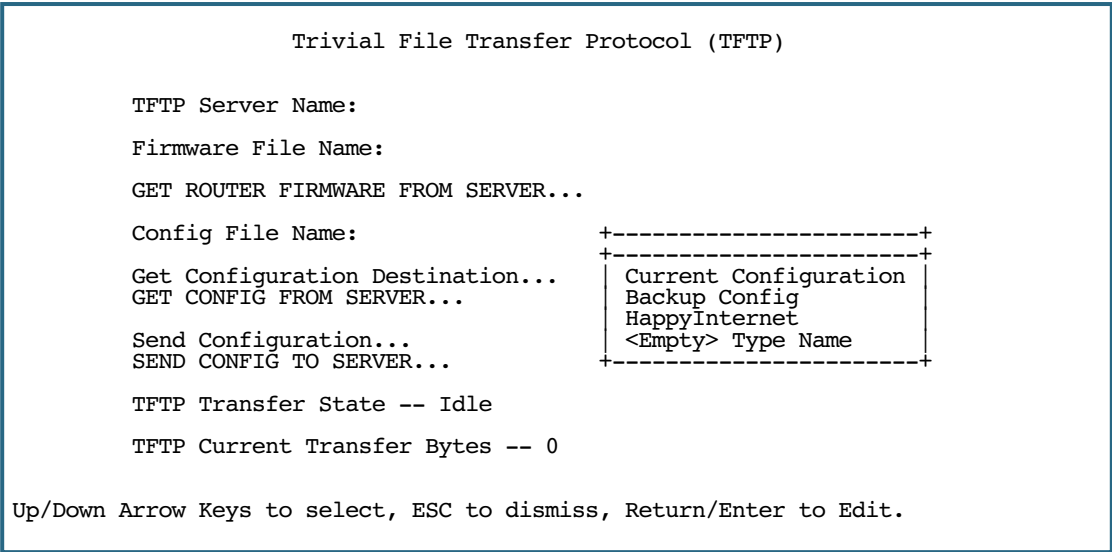 Trivial File Transfer Protocol (TFTP)
TFTP Server Name:
Firmware File Name:
GET ROUTER FIRMWARE FROM SERVER...
Config File Name: +-----------------------+
+-----------------------+
Get Configuration Destination... | Current Configuration |
GET CONFIG FROM SERVER... | Backup Config |
| HappyInternet |
Send Configuration... | <Empty> Type Name |
SEND CONFIG TO SERVER... +-----------------------+
TFTP Transfer State -- Idle
TFTP Current Transfer Bytes -- 0
Up/Down Arrow Keys to select, ESC to dismiss, Return/Enter to Edit.